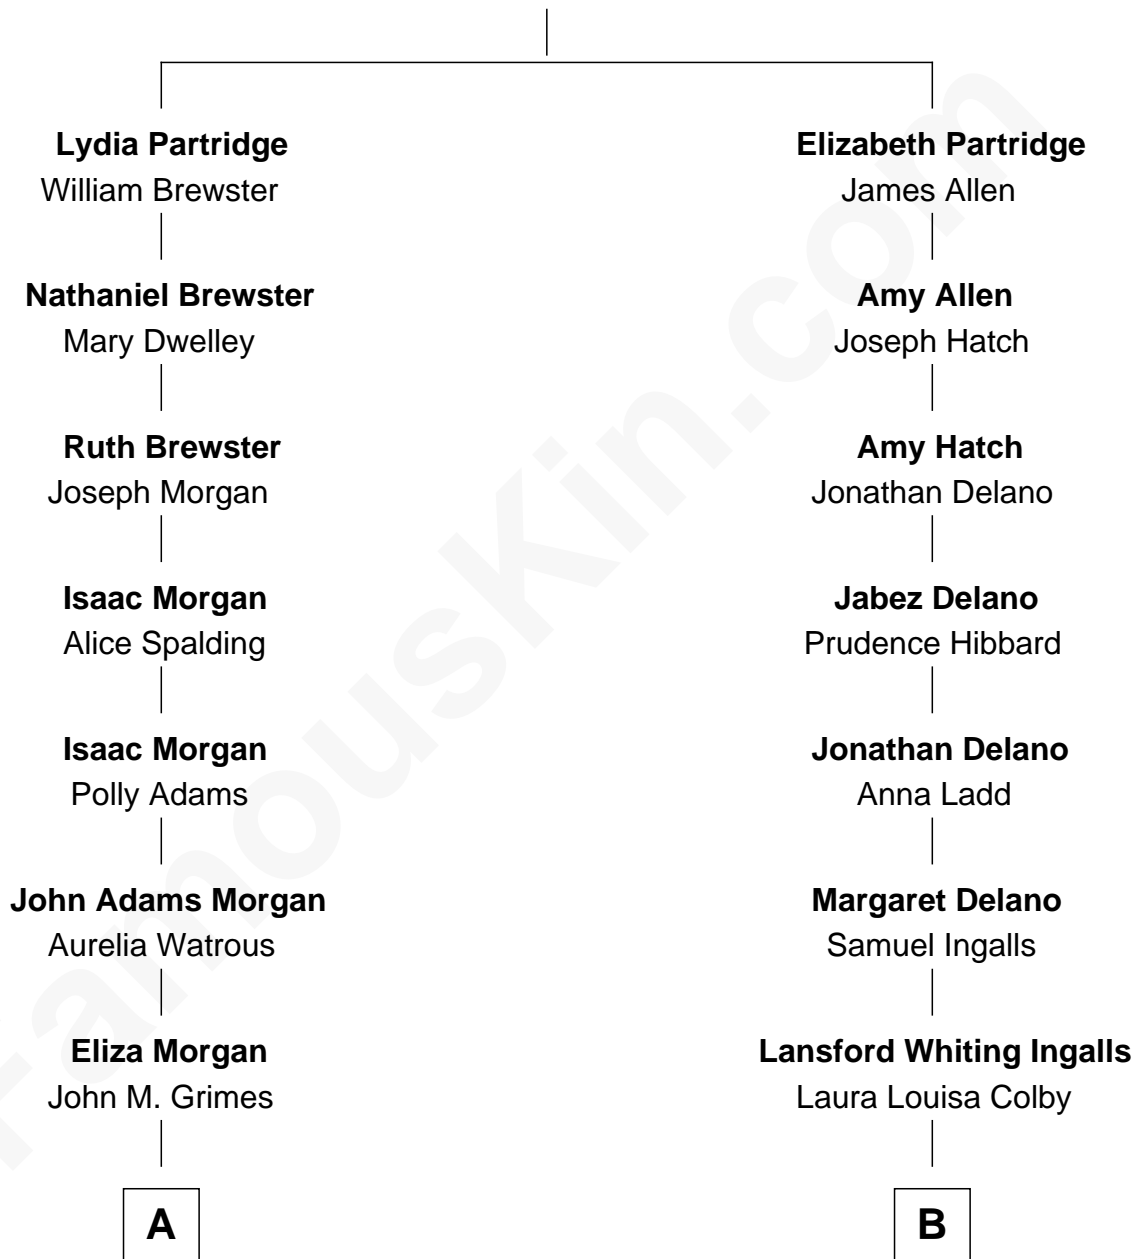 Lydia Partridge
William Brewster
Elizabeth Partridge
James Allen
Nathaniel Brewster
Mary Dwelley
Amy Allen
Joseph Hatch
Ruth Brewster
Joseph Morgan
Amy Hatch
Jonathan Delano
Isaac Morgan
Alice Spalding
Jabez Delano
Prudence Hibbard
Isaac Morgan
Polly Adams
Jonathan Delano
Anna Ladd
John Adams Morgan
Aurelia Watrous
Margaret Delano
Samuel Ingalls
Eliza Morgan
John M. Grimes
Lansford Whiting Ingalls
Laura Louisa Colby
A
B
FamousKin.com